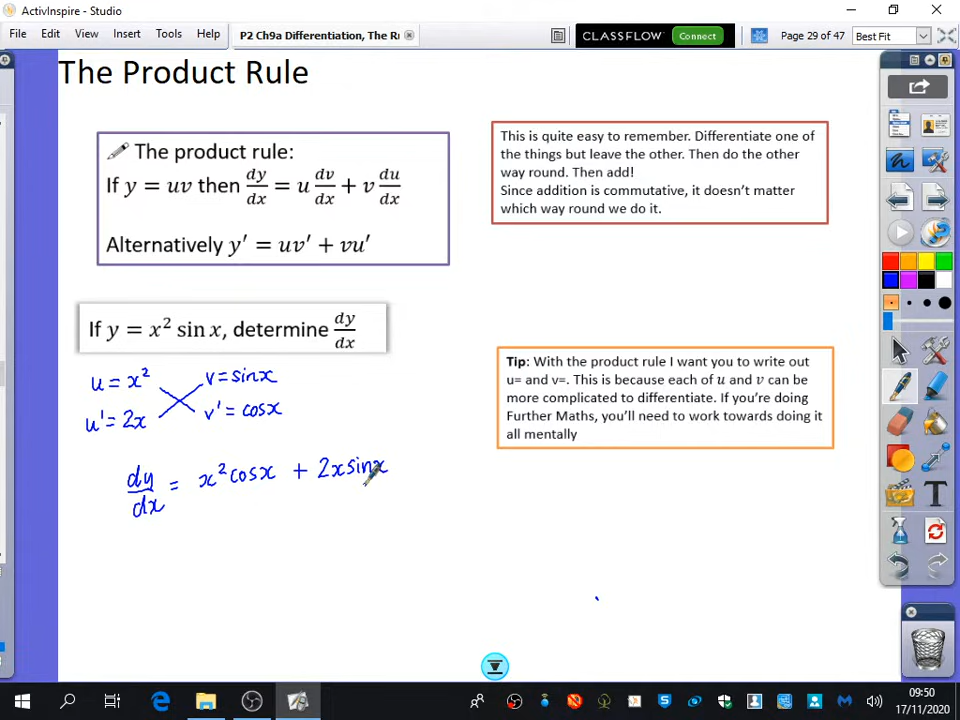 ActivInspire - Studio
File Edit View Insert Tools Help P2 Ch9a Differentiation, The Ru CLASSFLOW Connect Page 29 of 47 Best Fit
The Product Rule
The product rule:
If y = uv then dy/dx = u dv/dx + v du/dx
Alternatively y′ = uv′ + vu′
This is quite easy to remember. Differentiate one of
the things but leave the other. Then do the other
way round. Then add!
Since addition is commutative, it doesn't matter
which way round we do it.
If y = x² sin x, determine dy/dx
u = x² v = sinx
u' = 2x v' = cosx
dy/dx = x²cosx + 2xsinx
Tip: With the product rule I want you to write out
u= and v=. This is because each of u and v can be
more complicated to differentiate. If you're doing
Further Maths, you'll need to work towards doing it
all mentally
09:50
17/11/2020